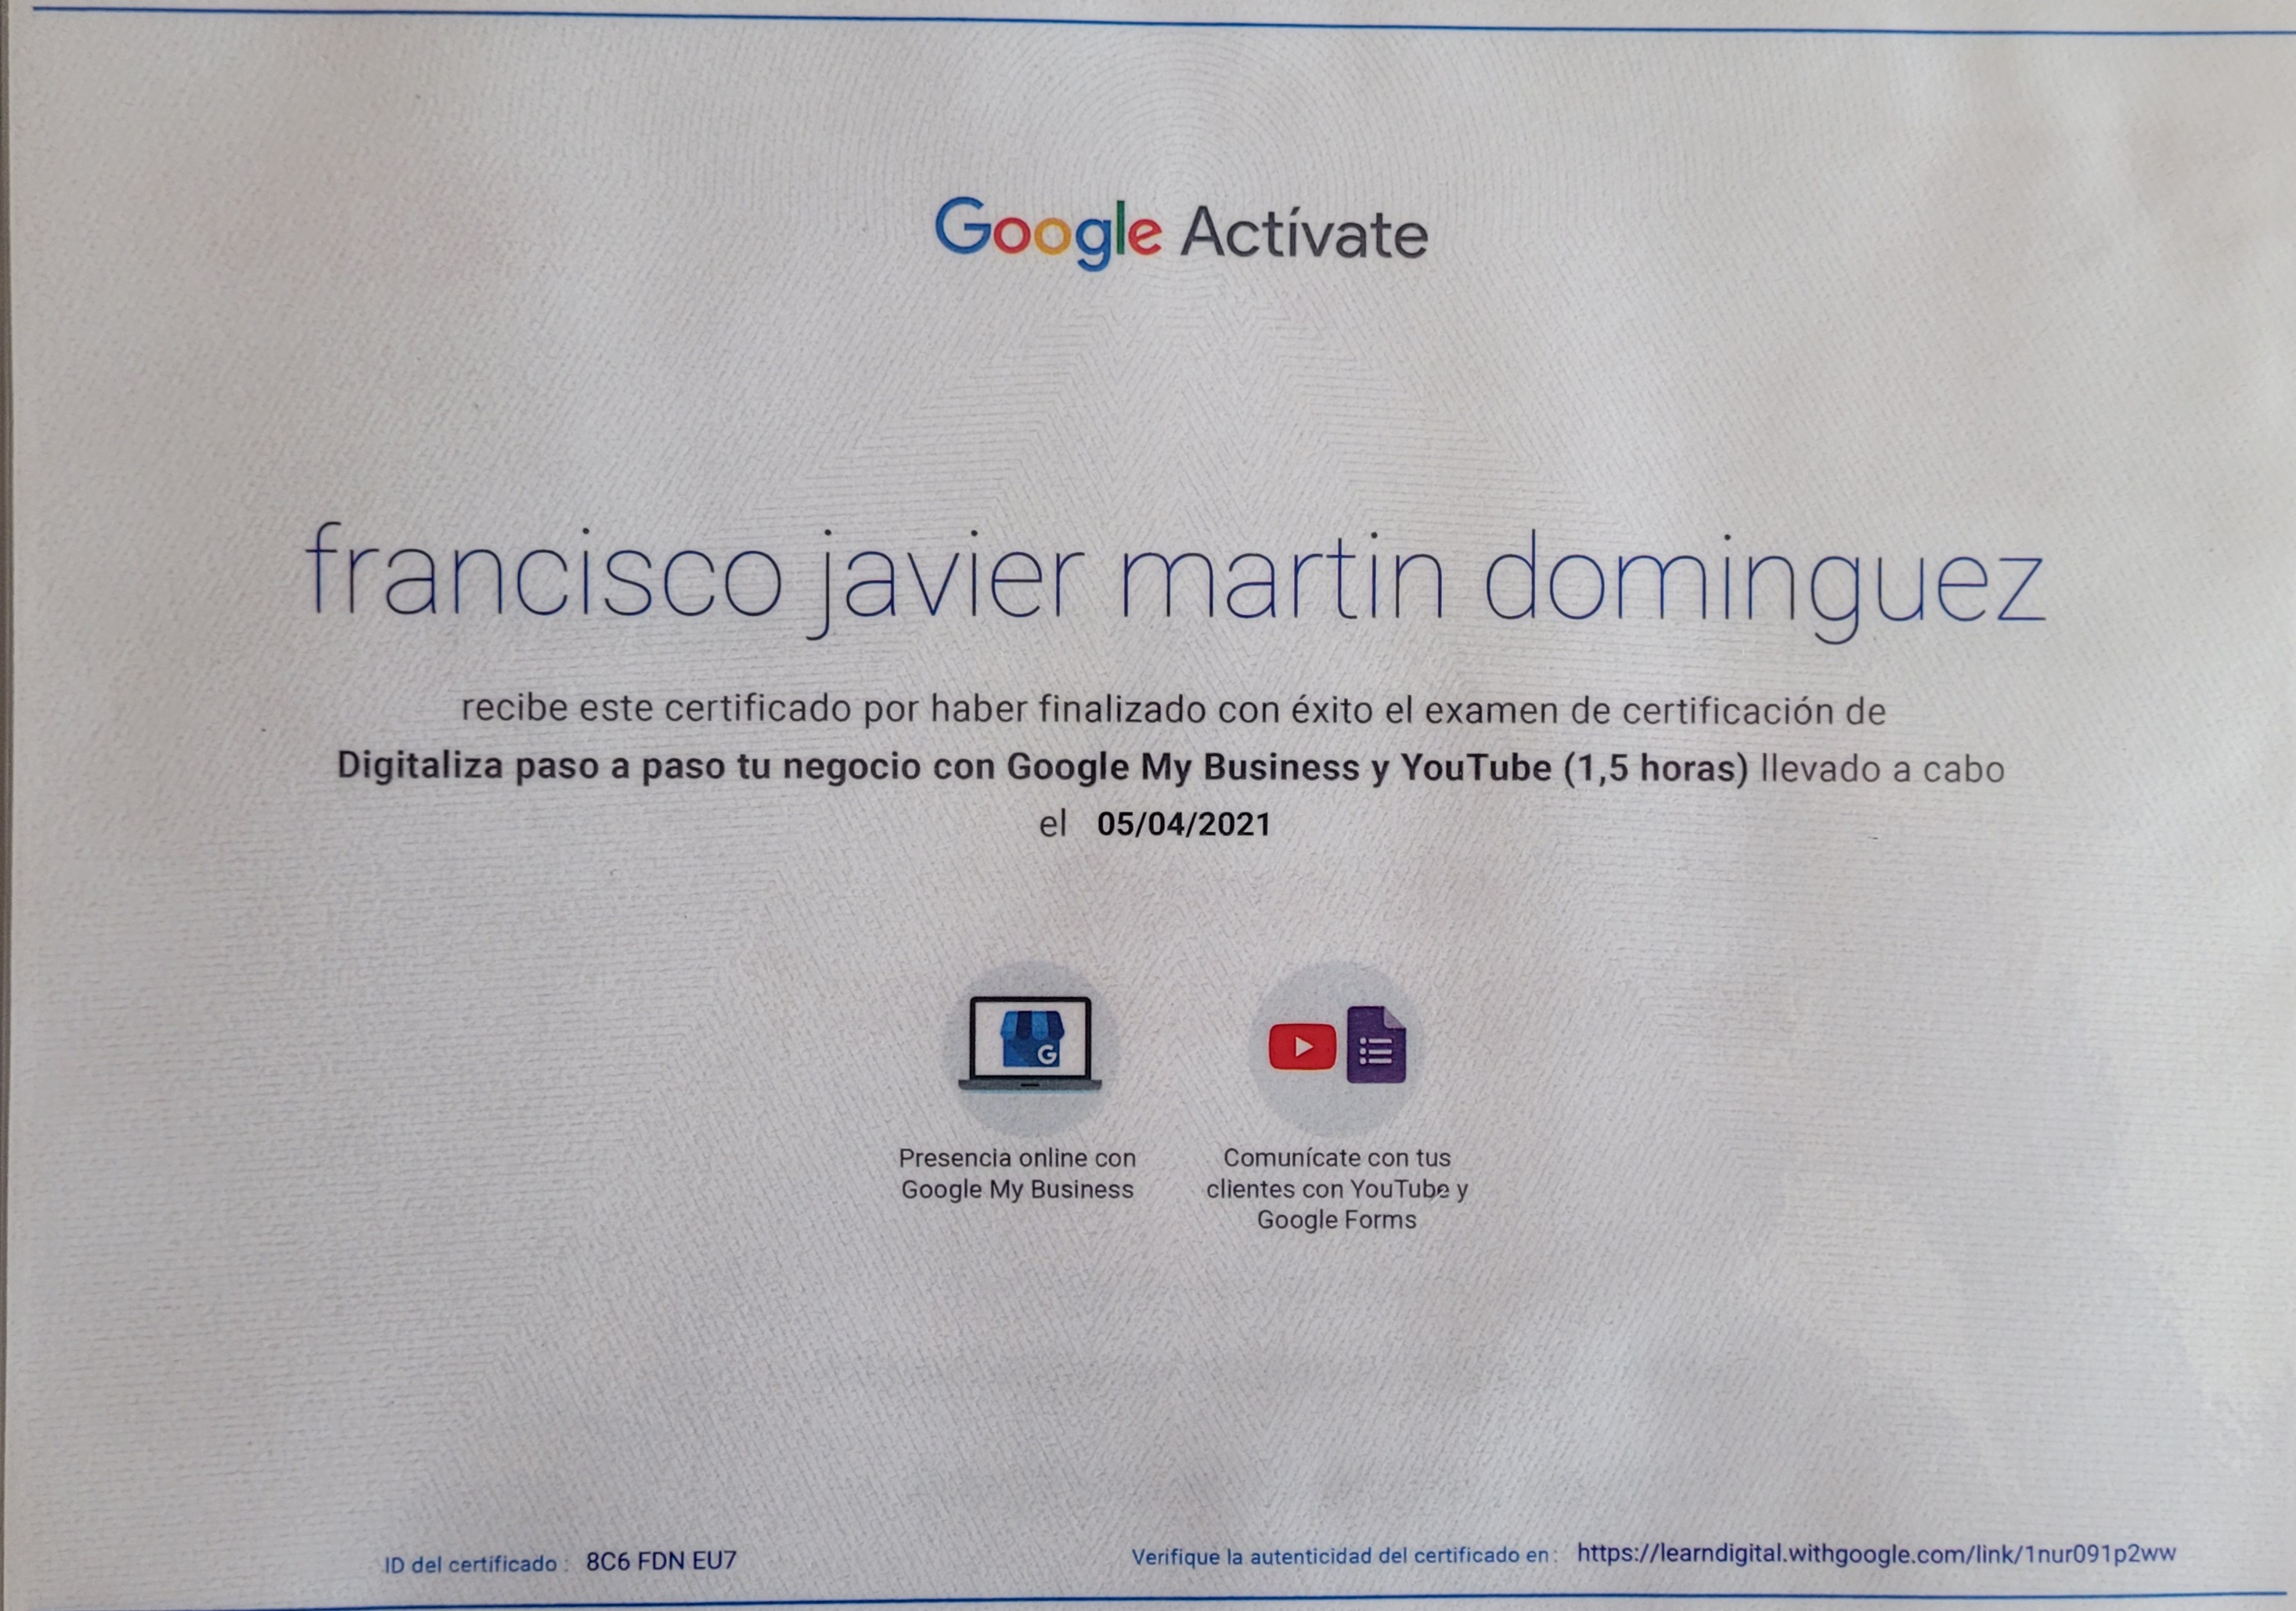 Google Actívate
francisco javier martin dominguez
recibe este certificado por haber finalizado con éxito el examen de certificación de
Digitaliza paso a paso tu negocio con Google My Business y YouTube (1,5 horas) llevado a cabo
el 05/04/2021
G
Presencia online con
Google My Business
Comunícate con tus
clientes con YouTube y
Google Forms
ID del certificado : 8C6 FDN EU7
Verifique la autenticidad del certificado en: https://learndigital.withgoogle.com/link/1nur091p2ww